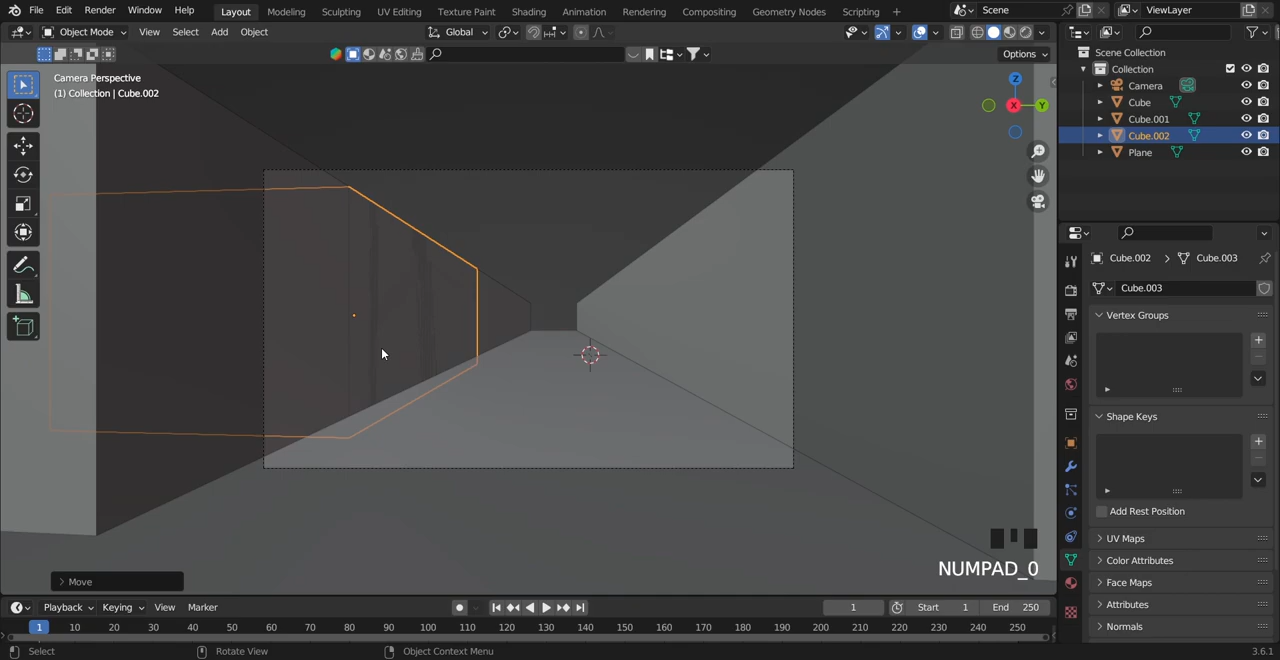 File Edit Render Window Help Layout Modeling Sculpting UV Editing Texture Paint Shading Animation Rendering Compositing Geometry Nodes Scripting + Scene ViewLayer
Object Mode View Select Add Object Global
Options
Camera Perspective
(1) Collection | Cube.002
Z
X
Y
Move
NUMPAD_0
Scene Collection
Collection
Camera
Cube
Cube.001
Cube.002
Plane
Cube.002 > Cube.003
Cube.003
Vertex Groups
Shape Keys
Add Rest Position
UV Maps
Color Attributes
Face Maps
Attributes
Normals
Playback Keying View Marker 1 Start 1 End 250
1 10 20 30 40 50 60 70 80 90 100 110 120 130 140 150 160 170 180 190 200 210 220 230 240 250
Select Rotate View Object Context Menu 3.6.1